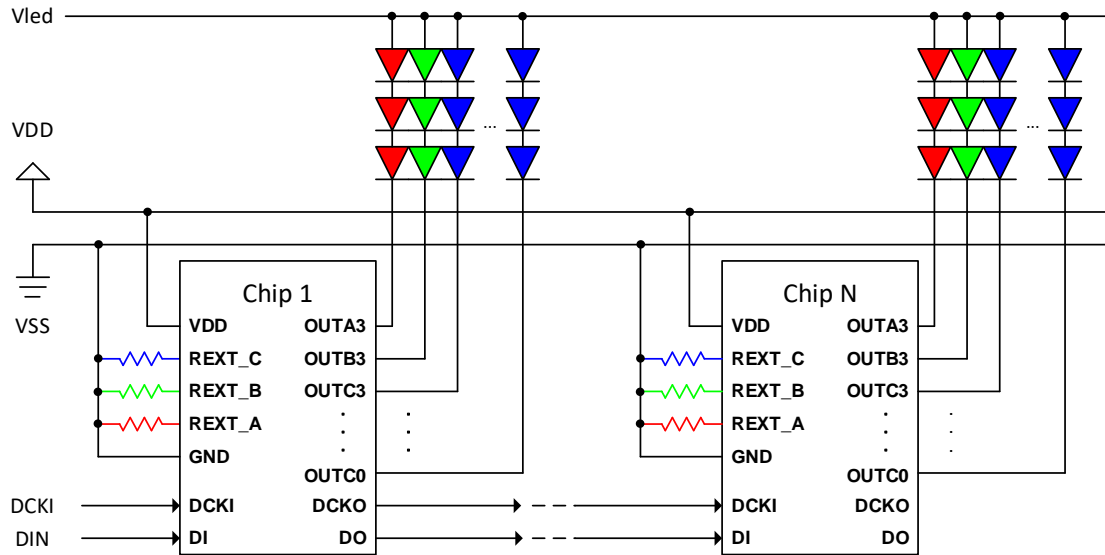 Vled
... ...
VDD
VSS
Chip 1
VDD OUTA3
REXT_C OUTB3
REXT_B OUTC3
REXT_A
GND
OUTC0
DCKI DCKI DCKO
DIN DI DO
Chip N
VDD OUTA3
REXT_C OUTB3
REXT_B OUTC3
REXT_A
GND
OUTC0
DCKI DCKO
DI DO